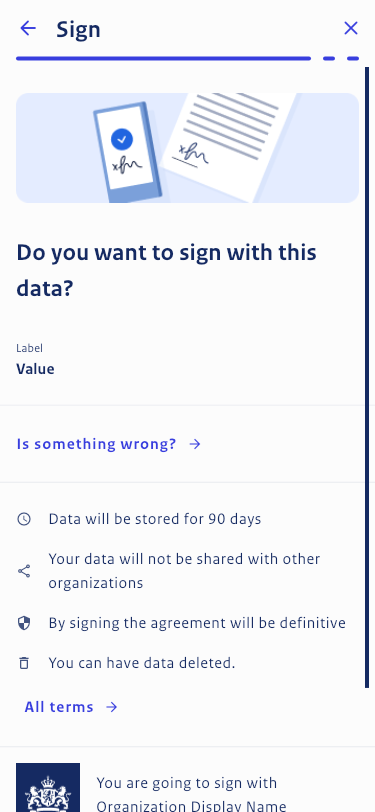 Sign
Do you want to sign with this
data?
Label
Value
Is something wrong?
Data will be stored for 90 days
Your data will not be shared with other
organizations
By signing the agreement will be definitive
You can have data deleted.
All terms
You are going to sign with
Organization Display Name